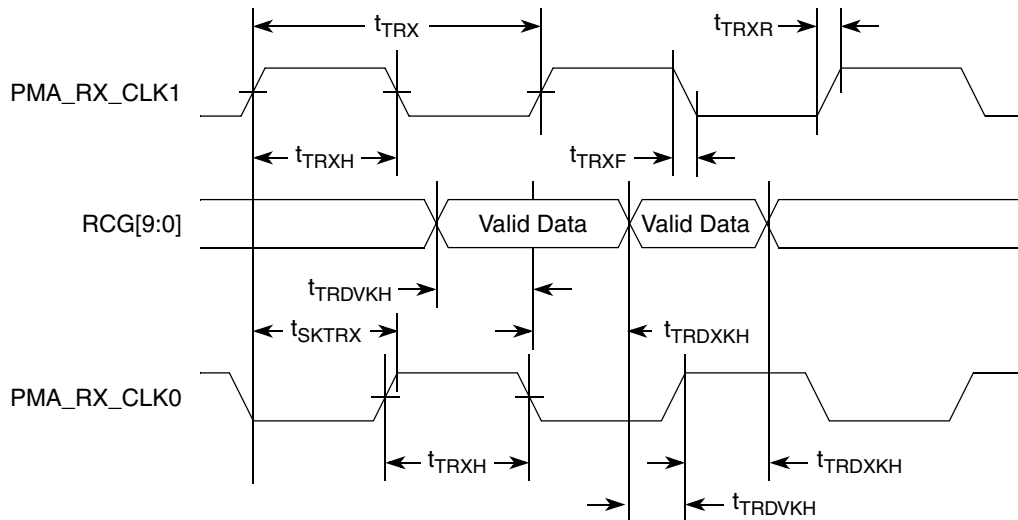 tTRX
tTRXR
PMA_RX_CLK1
tTRXH
tTRXF
RCG[9:0]
Valid Data
Valid Data
tTRDVKH
tSKTRX
tTRDXKH
PMA_RX_CLK0
tTRXH
tTRDXKH
tTRDVKH